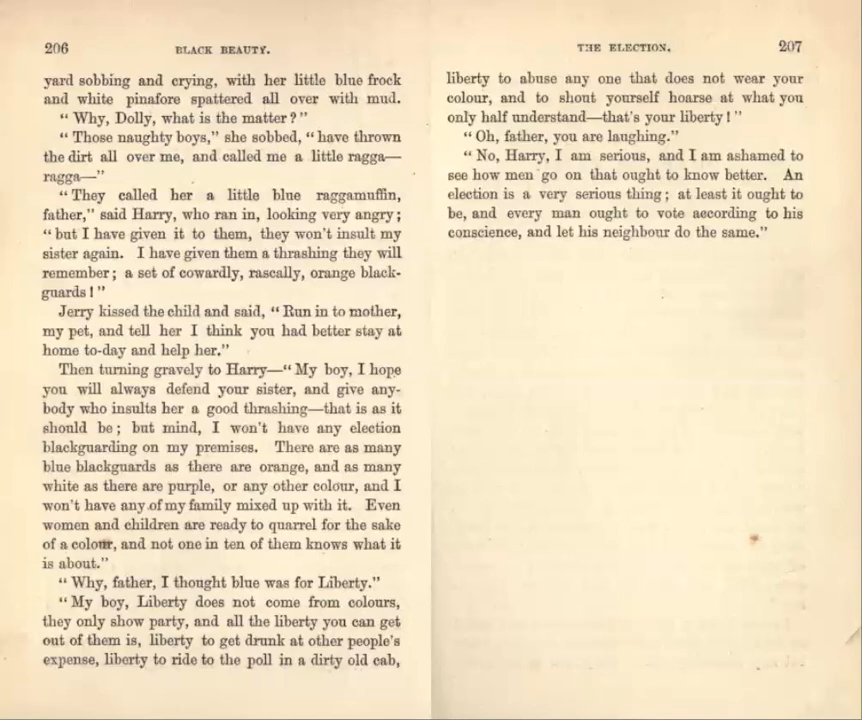 206
BLACK BEAUTY.
yard sobbing and crying, with her little blue frock
and white pinafore spattered all over with mud.
“ Why, Dolly, what is the matter ? ”
“ Those naughty boys,” she sobbed, “ have thrown
the dirt all over me, and called me a little ragga—
ragga—”
“ They called her a little blue raggamuffin,
father,” said Harry, who ran in, looking very angry ;
“ but I have given it to them, they won't insult my
sister again. I have given them a thrashing they will
remember ; a set of cowardly, rascally, orange black-
guards ! ”
Jerry kissed the child and said, “ Run in to mother,
my pet, and tell her I think you had better stay at
home to-day and help her.”
Then turning gravely to Harry—“ My boy, I hope
you will always defend your sister, and give any-
body who insults her a good thrashing—that is as it
should be ; but mind, I won't have any election
blackguarding on my premises. There are as many
blue blackguards as there are orange, and as many
white as there are purple, or any other colour, and I
won't have any of my family mixed up with it. Even
women and children are ready to quarrel for the sake
of a colour, and not one in ten of them knows what it
is about.”
“ Why, father, I thought blue was for Liberty.”
“ My boy, Liberty does not come from colours,
they only show party, and all the liberty you can get
out of them is, liberty to get drunk at other people's
expense, liberty to ride to the poll in a dirty old cab,
THE ELECTION.
207
liberty to abuse any one that does not wear your
colour, and to shout yourself hoarse at what you
only half understand—that's your liberty ! ”
“ Oh, father, you are laughing.”
“ No, Harry, I am serious, and I am ashamed to
see how men go on that ought to know better. An
election is a very serious thing ; at least it ought to
be, and every man ought to vote according to his
conscience, and let his neighbour do the same.”